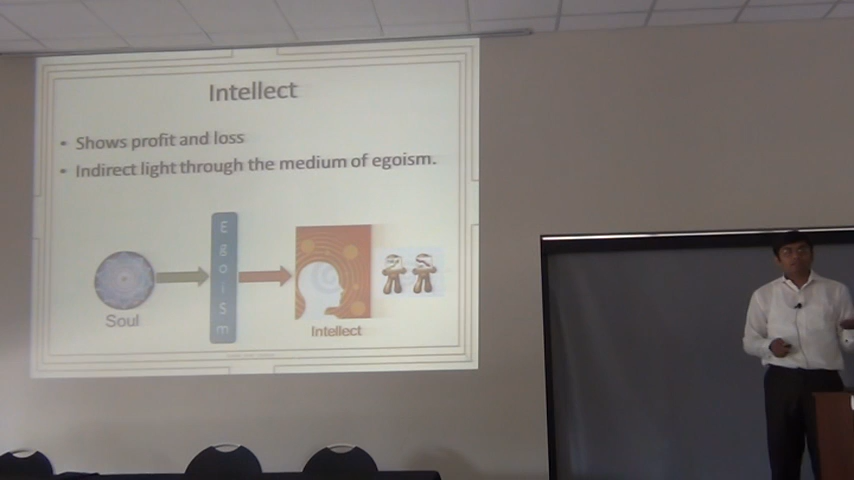 Intellect
• Shows profit and loss
• Indirect light through the medium of egoism.
Egoism
Soul
Intellect